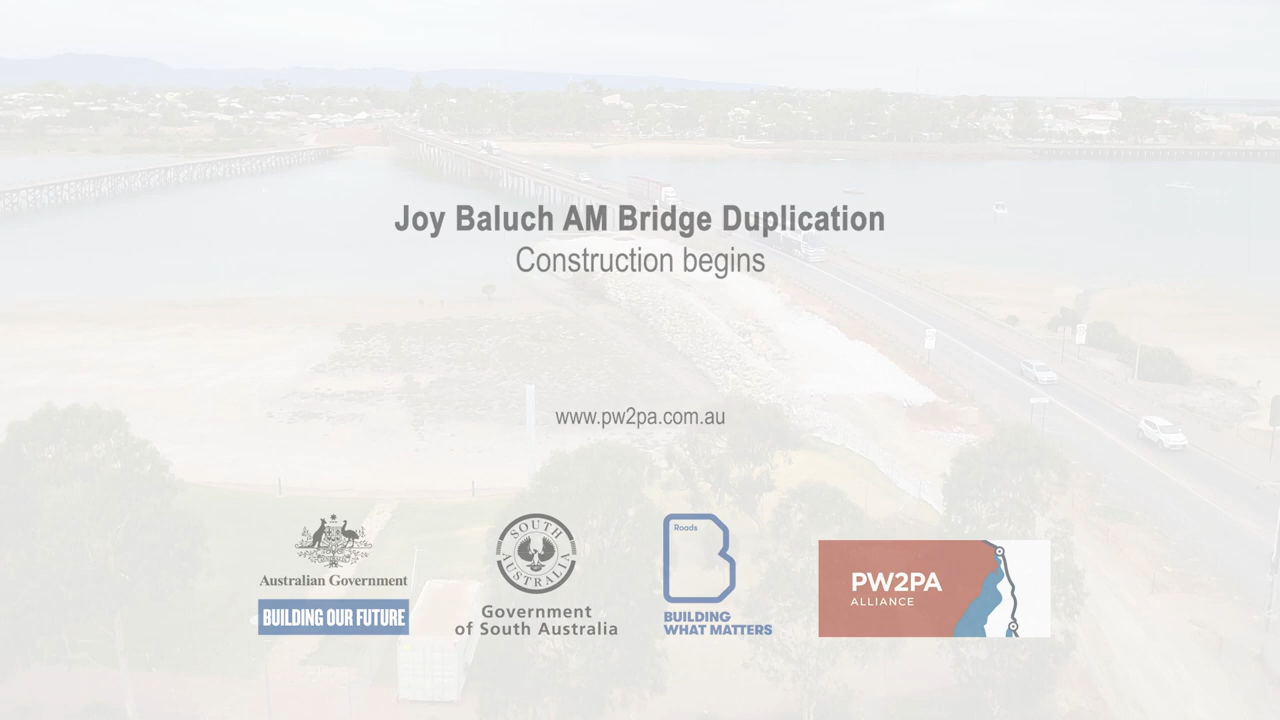 Joy Baluch AM Bridge Duplication
Construction begins
www.pw2pa.com.au
Australian Government
BUILDING OUR FUTURE
SOUTH AUSTRALIA
Government
of South Australia
Roads
BUILDING
WHAT MATTERS
PW2PA
ALLIANCE